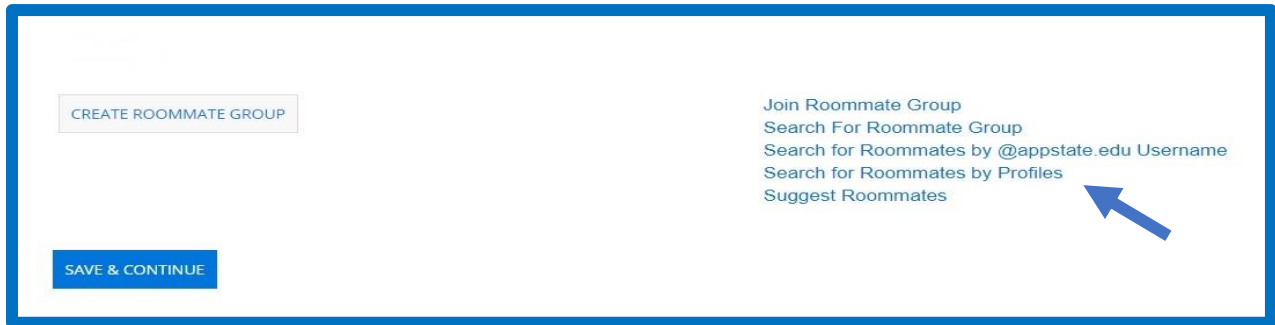 CREATE ROOMMATE GROUP
Join Roommate Group
Search For Roommate Group
Search for Roommates by @appstate.edu Username
Search for Roommates by Profiles
Suggest Roommates
SAVE & CONTINUE